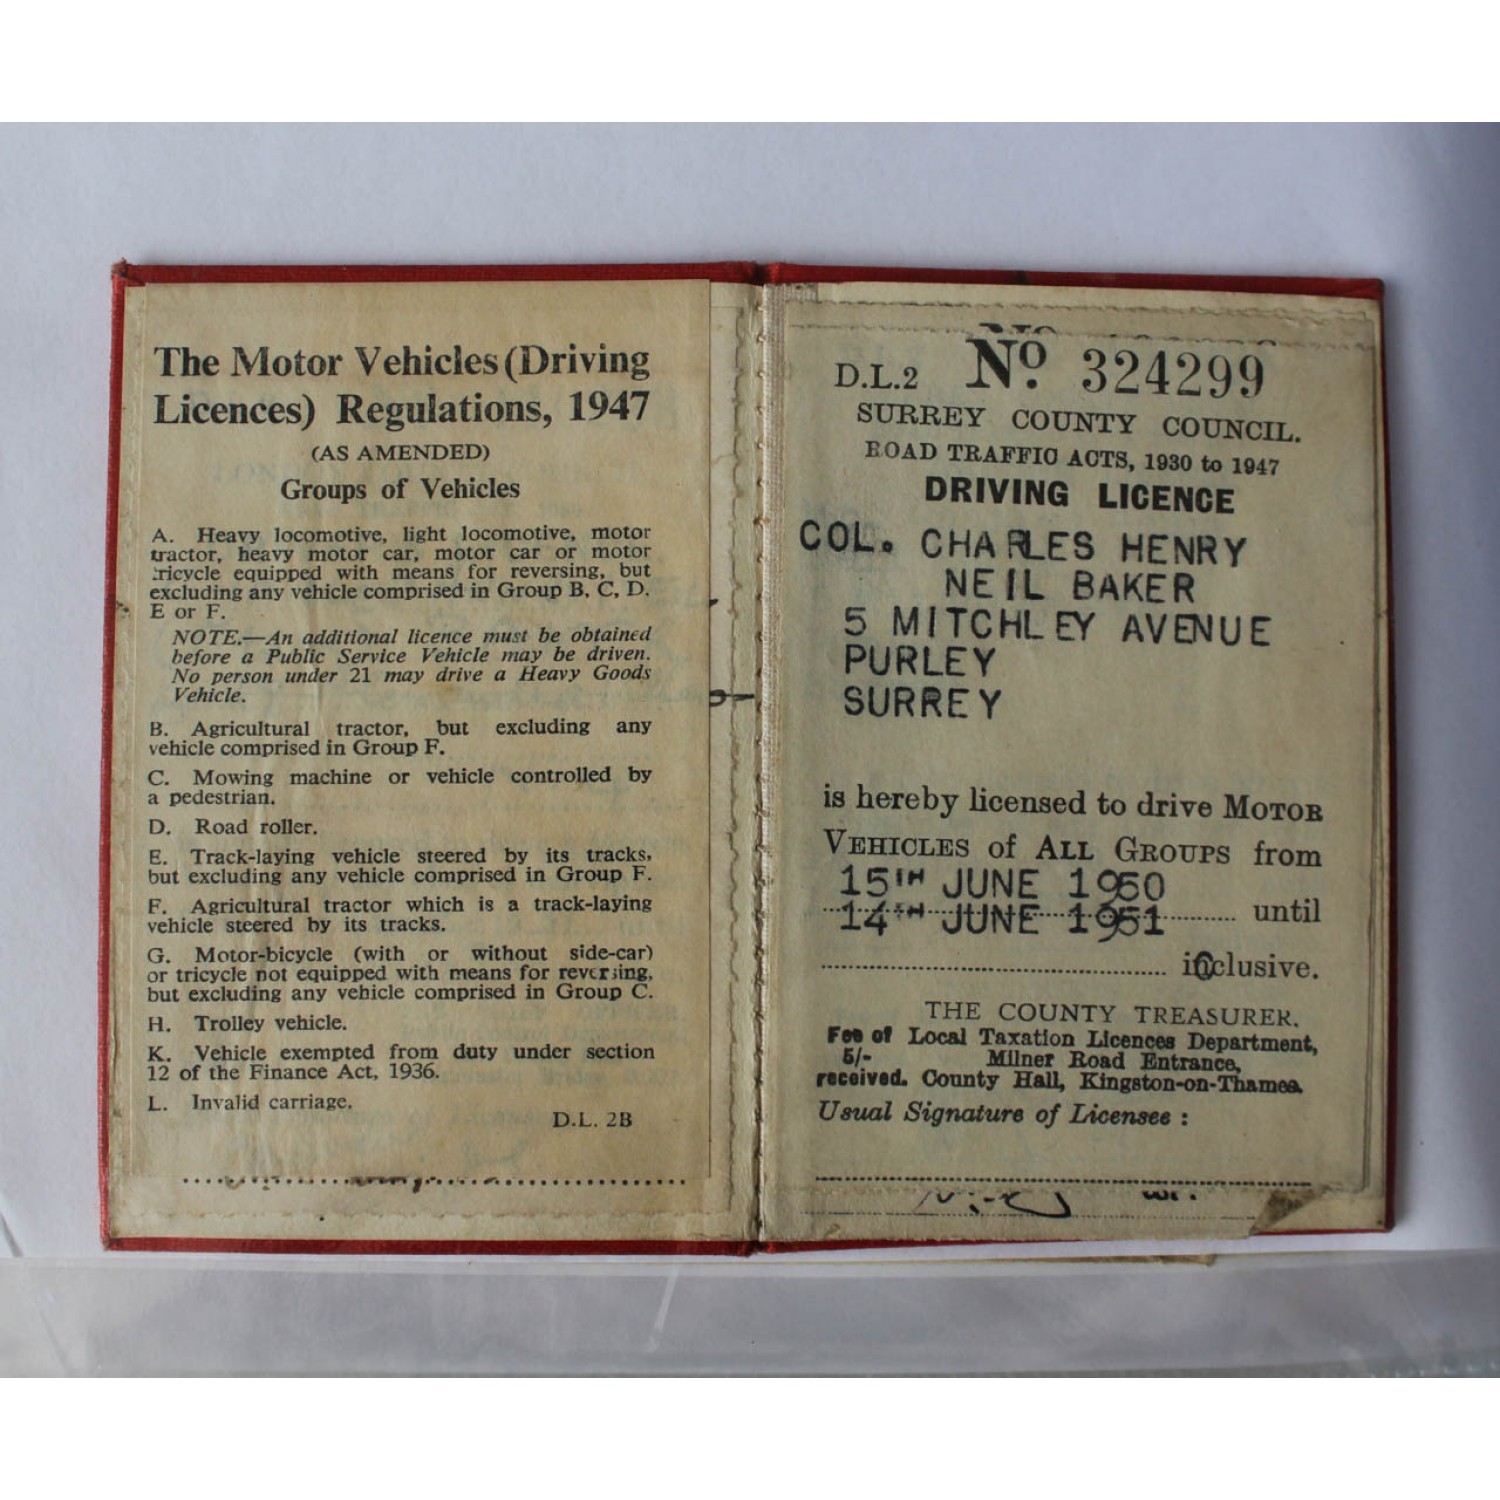 The Motor Vehicles (Driving
Licences) Regulations, 1947
(AS AMENDED)
Groups of Vehicles
A. Heavy locomotive, light locomotive, motor
tractor, heavy motor car, motor car or motor
tricycle equipped with means for reversing, but
excluding any vehicle comprised in Group B, C, D.
E or F.
NOTE.—An additional licence must be obtained
before a Public Service Vehicle may be driven.
No person under 21 may drive a Heavy Goods
Vehicle.
B. Agricultural tractor, but excluding any
vehicle comprised in Group F.
C. Mowing machine or vehicle controlled by
a pedestrian.
D. Road roller.
E. Track-laying vehicle steered by its tracks,
but excluding any vehicle comprised in Group F.
F. Agricultural tractor which is a track-laying
vehicle steered by its tracks.
G. Motor-bicycle (with or without side-car)
or tricycle not equipped with means for reversing,
but excluding any vehicle comprised in Group C.
H. Trolley vehicle.
K. Vehicle exempted from duty under section
12 of the Finance Act, 1936.
L. Invalid carriage.
D.L. 2B
D.L.2 No. 324299
SURREY COUNTY COUNCIL.
ROAD TRAFFIC ACTS, 1930 to 1947
DRIVING LICENCE
COL. CHARLES HENRY
NEIL BAKER
5 MITCHLEY AVENUE
PURLEY
SURREY
is hereby licensed to drive MOTOR
VEHICLES of ALL GROUPS from
15TH JUNE 1950
14TH JUNE 1951 until
inclusive.
THE COUNTY TREASURER.
Fee of Local Taxation Licences Department,
5/- Milner Road Entrance,
received. County Hall, Kingston-on-Thames
Usual Signature of Licensee :